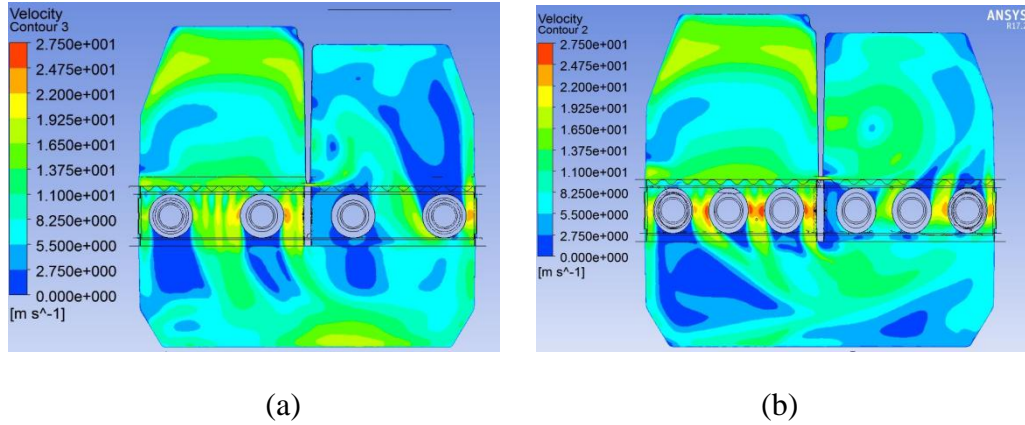 Velocity
Contour 3
2.750e+001
2.475e+001
2.200e+001
1.925e+001
1.650e+001
1.375e+001
1.100e+001
8.250e+000
5.500e+000
2.750e+000
0.000e+000
[m s^-1]
Velocity
Contour 2
2.750e+001
2.475e+001
2.200e+001
1.925e+001
1.650e+001
1.375e+001
1.100e+001
8.250e+000
5.500e+000
2.750e+000
0.000e+000
[m s^-1]
ANSYS
(a)
(b)